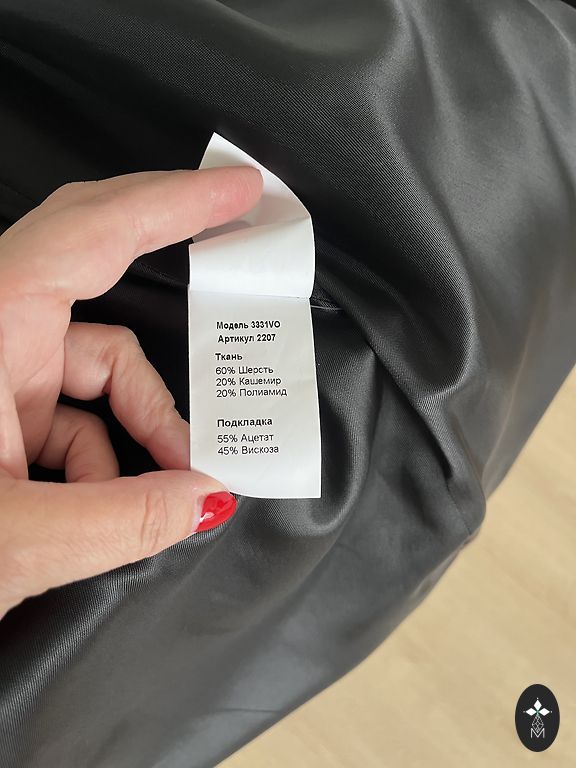 Модель 3331VO
Артикул 2207
Ткань
60% Шерсть
20% Кашемир
20% Полиамид
Подкладка
55% Ацетат
45% Вискоза
M